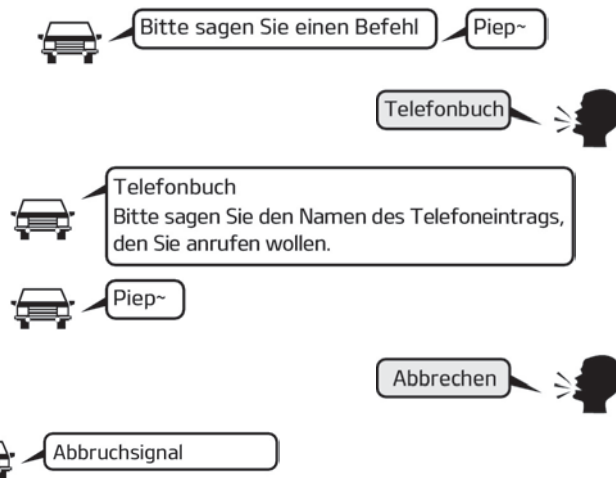 Bitte sagen Sie einen Befehl
Piep~
Telefonbuch
Telefonbuch
Bitte sagen Sie den Namen des Telefoneintrags,
den Sie anrufen wollen.
Piep~
Abbrechen
Abbruchsignal